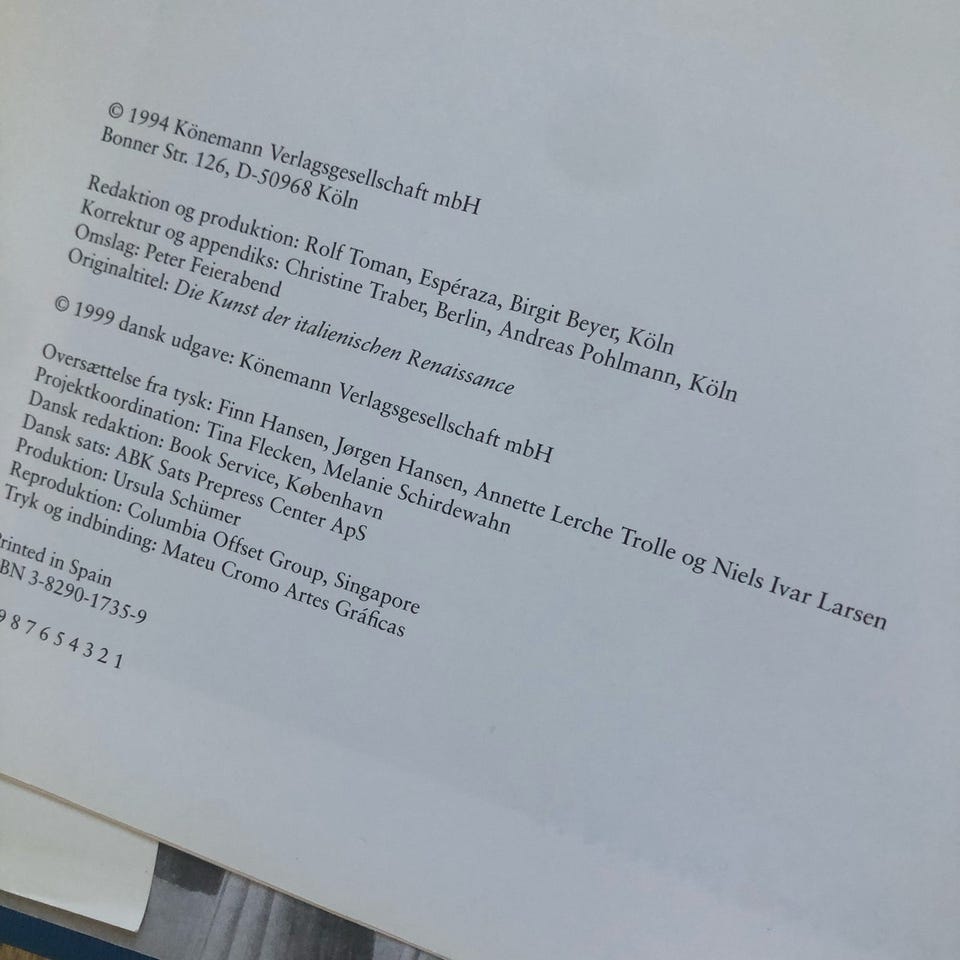 © 1994 Könemann Verlagsgesellschaft mbH
Bonner Str. 126, D-50968 Köln
Redaktion og produktion: Rolf Toman, Espéraza, Birgit Beyer, Köln
Korrektur og appendiks: Christine Traber, Berlin, Andreas Pohlmann, Köln
Omslag: Peter Feierabend
Originaltitel: Die Kunst der italienischen Renaissance
© 1999 dansk udgave: Könemann Verlagsgesellschaft mbH
Oversættelse fra tysk: Finn Hansen, Jørgen Hansen, Annette Lerche Trolle og Niels Ivar Larsen
Projektkoordination: Tina Flecken, Melanie Schirdewahn
Dansk redaktion: Book Service, København
Dansk sats: ABK Sats Prepress Center ApS
Produktion: Ursula Schümer
Reproduktion: Columbia Offset Group, Singapore
Tryk og indbinding: Mateu Cromo Artes Gráficas
Printed in Spain
BN 3-8290-1735-9
9 8 7 6 5 4 3 2 1